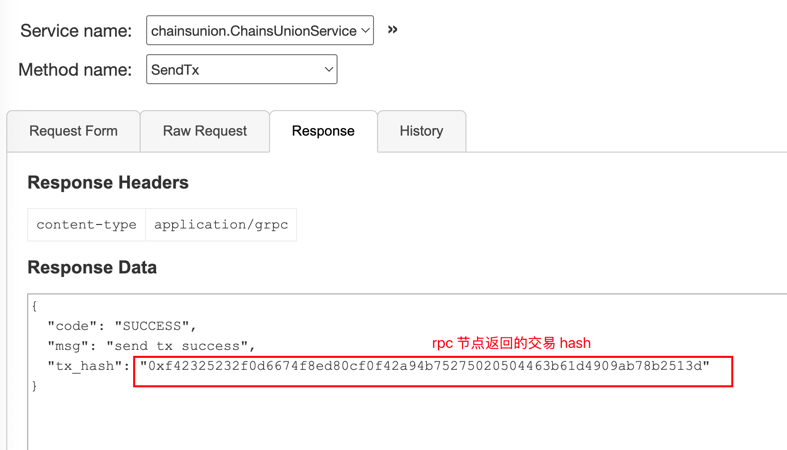 Service name: chainsunion.ChainsUnionService »
Method name: SendTx
Request Form Raw Request Response History
Response Headers
content-type application/grpc
Response Data
{
"code": "SUCCESS",
"msg": "send tx success",
rpc 节点返回的交易 hash
"tx_hash": "0xf42325232f0d6674f8ed80cf0f42a94b75275020504463b61d4909ab78b2513d"
}